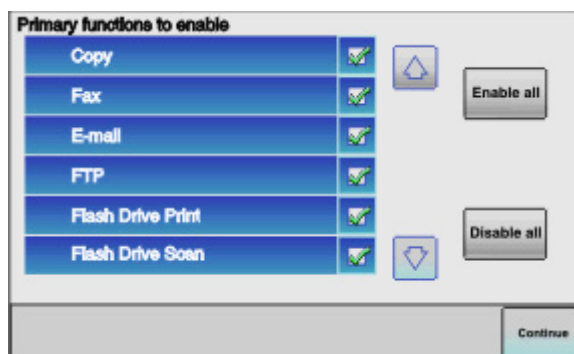 Primary functions to enable
Copy
Fax
E-mail
FTP
Flash Drive Print
Flash Drive Scan
Enable all
Disable all
Continue